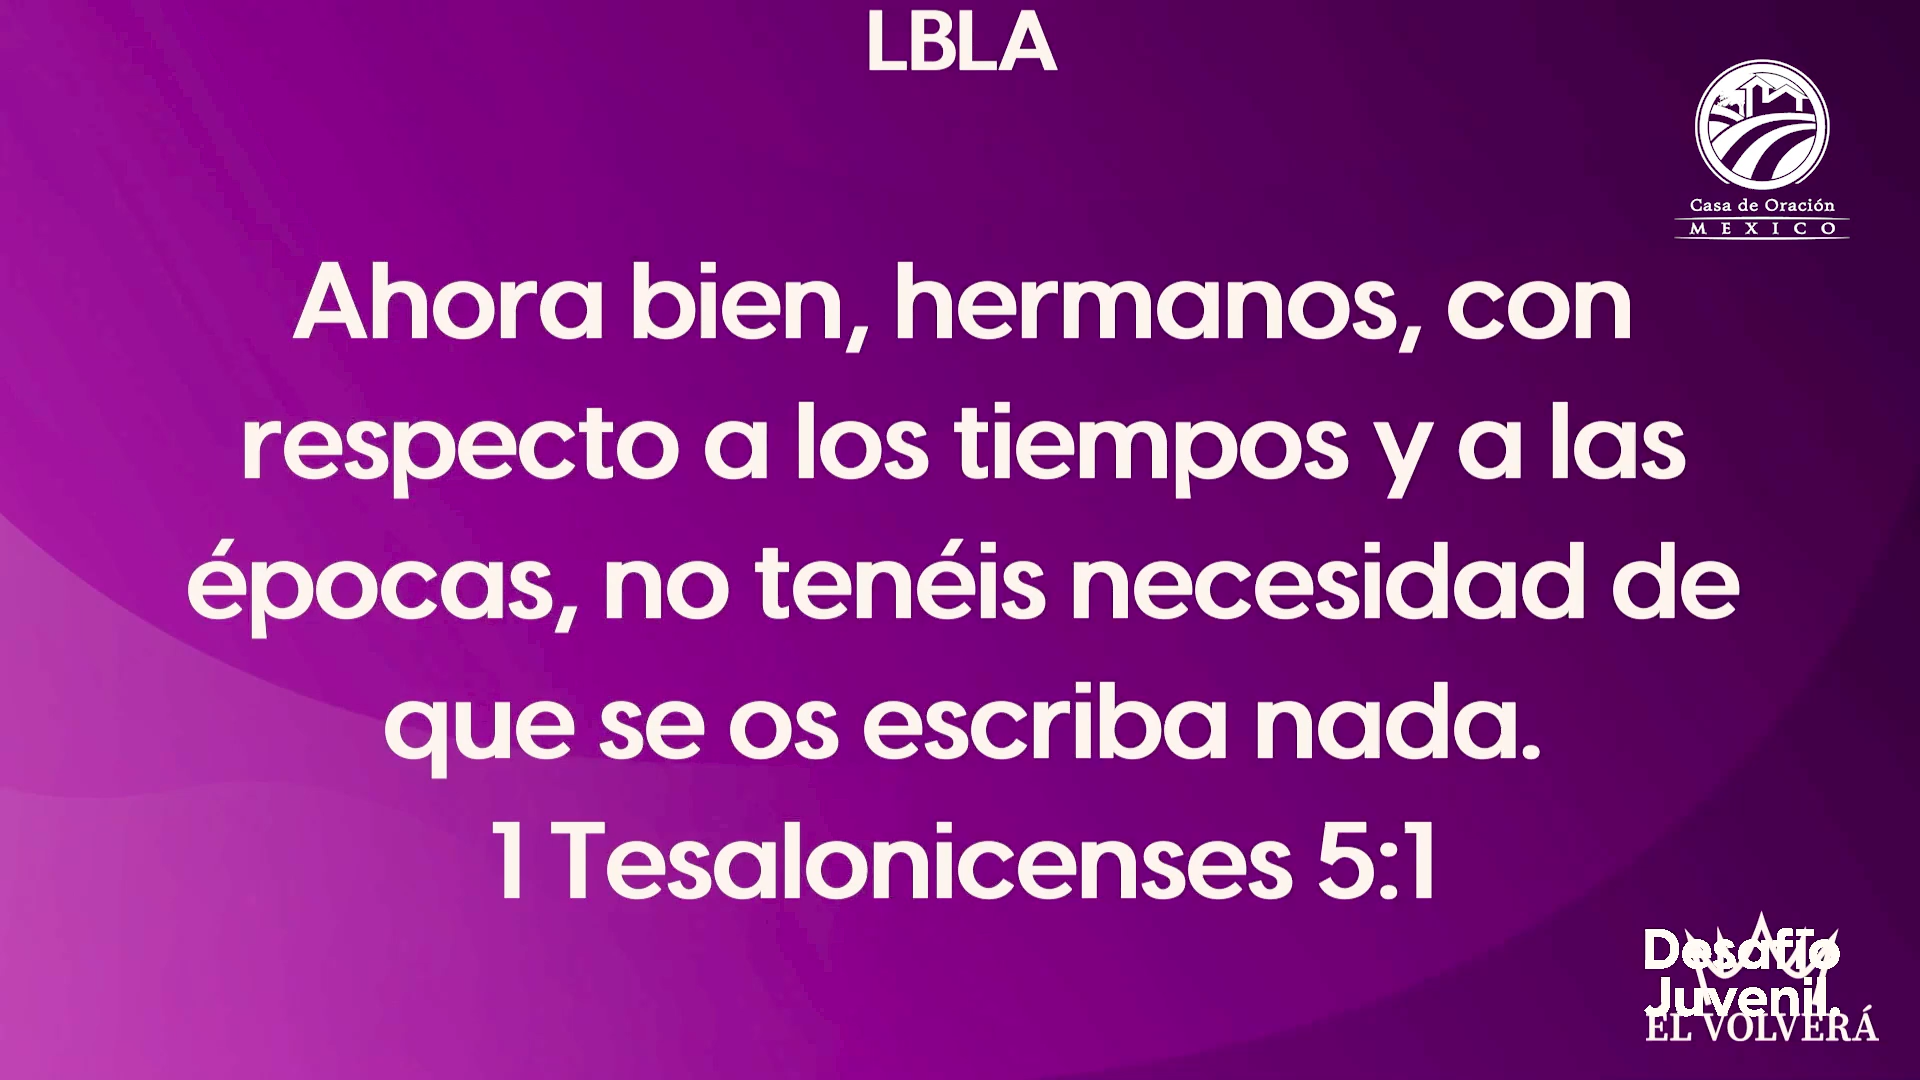 LBLA
Casa de Oración
MEXICO
Ahora bien, hermanos, con
respecto a los tiempos y a las
épocas, no tenéis necesidad de
que se os escriba nada.
1 Tesalonicenses 5:1
Desafío
Juvenil.
EL VOLVERÁ